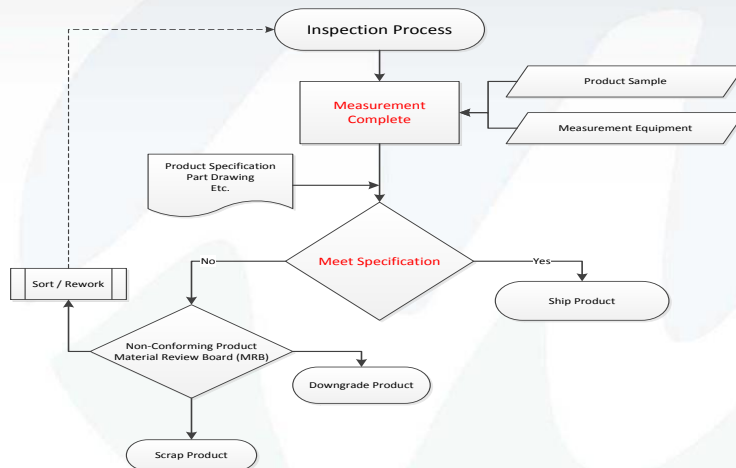 Inspection Process
Measurement
Complete
Product Sample
Measurement Equipment
Product Specification
Part Drawing
Etc.
Meet Specification
No
Yes
Sort / Rework
Ship Product
Non-Conforming Product
Material Review Board (MRB)
Downgrade Product
Scrap Product